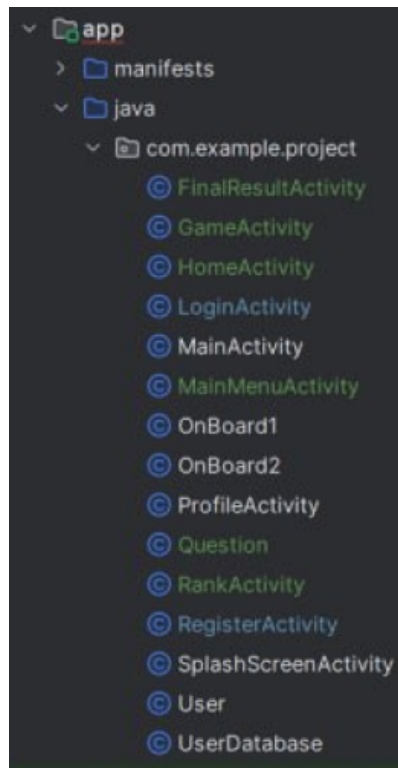 app
manifests
java
com.example.project
FinalResultActivity
GameActivity
HomeActivity
LoginActivity
MainActivity
MainMenuActivity
OnBoard1
OnBoard2
ProfileActivity
Question
RankActivity
RegisterActivity
SplashScreenActivity
User
UserDatabase